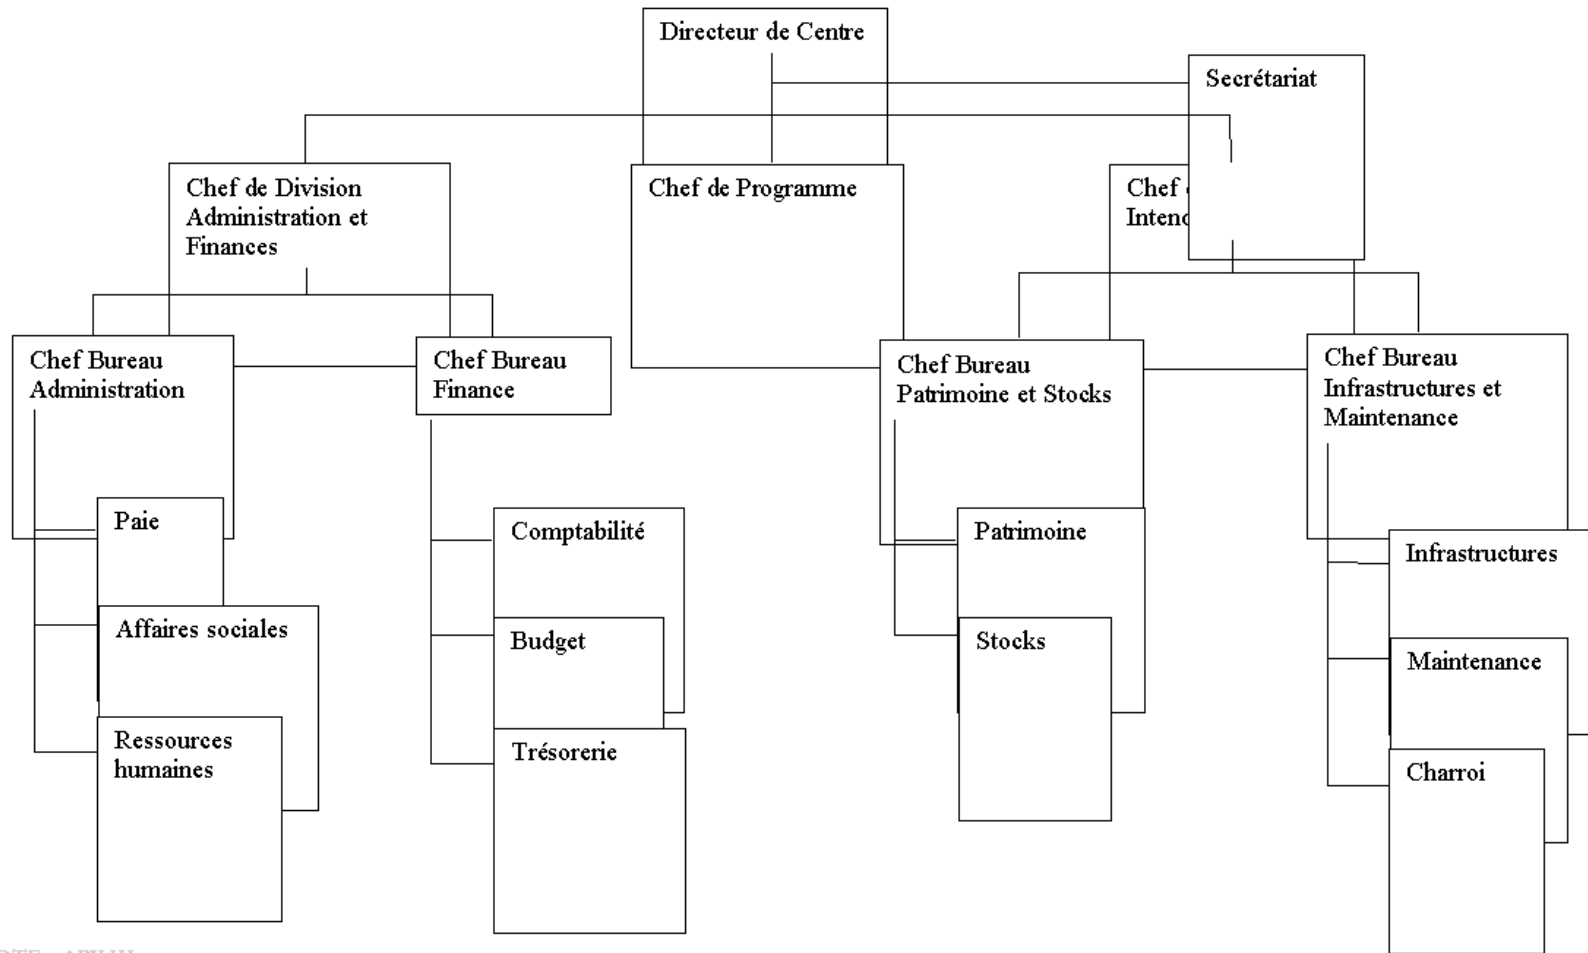 Directeur de Centre
Secrétariat
Chef de Division
Administration et
Finances
Chef de Programme
Chef
Chef Bureau
Administration
Chef Bureau
Finance
Chef Bureau
Patrimoine et Stocks
Chef Bureau
Infrastructures et
Maintenance
Paie
Affaires sociales
Ressources
humaines
Comptabilité
Budget
Trésorerie
Patrimoine
Stocks
Infrastructures
Maintenance
Charroi